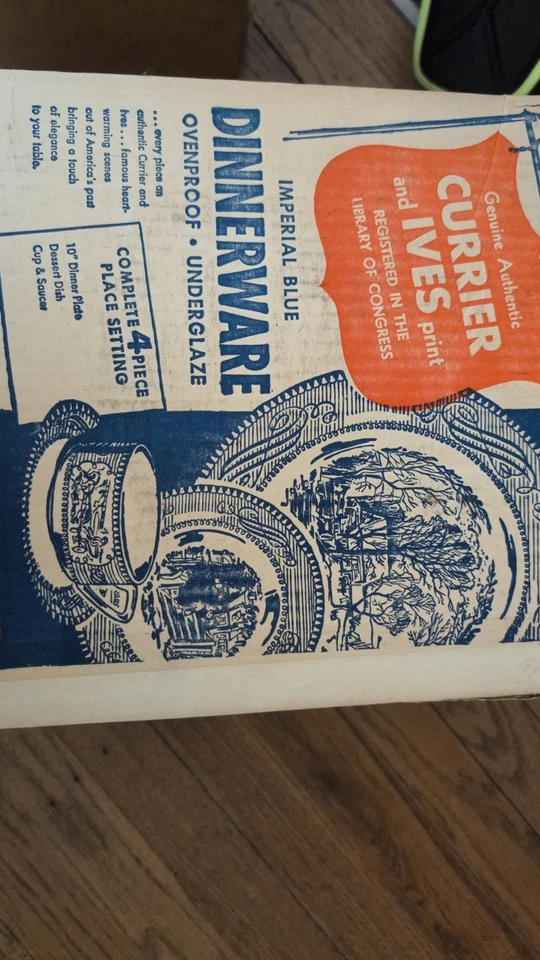 Genuine Authentic
CURRIER
and IVES print
REGISTERED IN THE
LIBRARY OF CONGRESS
IMPERIAL BLUE
DINNERWARE
OVENPROOF • UNDERGLAZE
... every piece an
authentic Currier and
Ives . . . famous heart-
warming scenes
out of America's past
bringing a touch
of elegance
to your table.
COMPLETE 4-PIECE
PLACE SETTING
10" Dinner Plate
Dessert Dish
Cup & Saucer